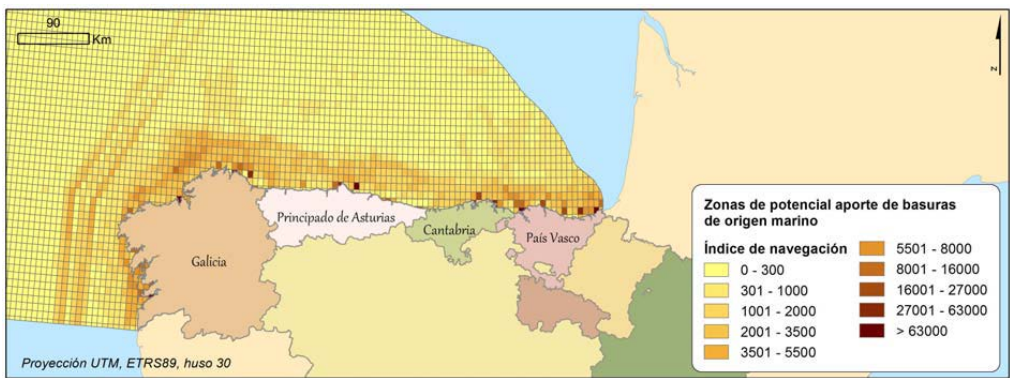 90
Km
N
Galicia
Principado de Asturias
Cantabria
País Vasco
Proyección UTM, ETRS89, huso 30
Zonas de potencial aporte de basuras
de origen marino
Índice de navegación
0 - 300
301 - 1000
1001 - 2000
2001 - 3500
3501 - 5500
5501 - 8000
8001 - 16000
16001 - 27000
27001 - 63000
> 63000